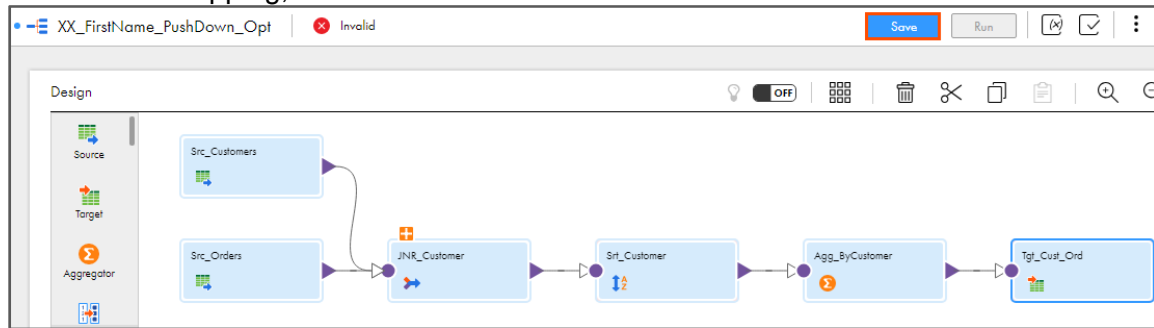 XX_FirstName_PushDown_Opt Invalid Save Run (x)
Design OFF
Source
Target
Aggregator
Src_Customers
Src_Orders
JNR_Customer
Srt_Customer
Agg_ByCustomer
Tgt_Cust_Ord